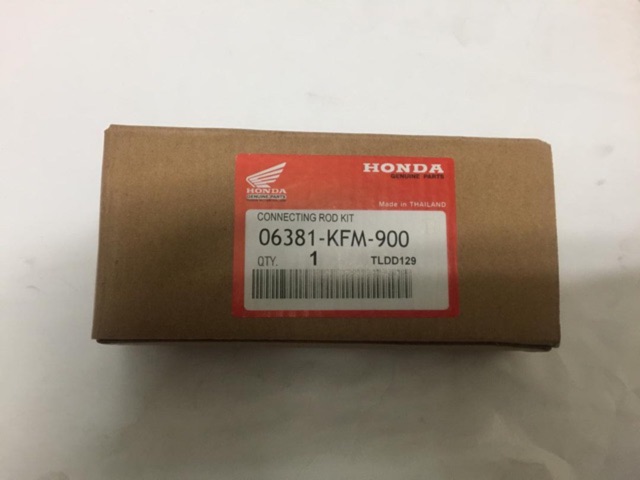 HONDA
GENUINE PARTS
HONDA
GENUINE PARTS
Made in THAILAND
CONNECTING ROD KIT
06381-KFM-900
QTY. 1 TLDD129